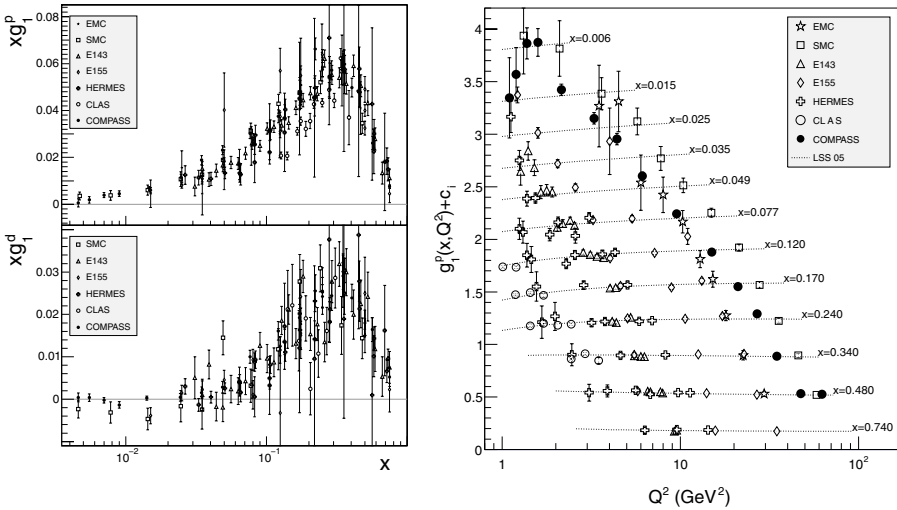 xg₁ᵖ
EMC
SMC
E143
E155
HERMES
CLAS
COMPASS
0.08
0.06
0.04
0.02
0
xg₁ᵈ
SMC
E143
E155
HERMES
CLAS
COMPASS
0.03
0.02
0.01
0
10⁻²
10⁻¹
x
g₁ᵖ(x,Q²)+cᵢ
4
3.5
3
2.5
2
1.5
1
0.5
0
x=0.006
x=0.015
x=0.025
x=0.035
x=0.049
x=0.077
x=0.120
x=0.170
x=0.240
x=0.340
x=0.480
x=0.740
EMC
SMC
E143
E155
HERMES
CLAS
COMPASS
LSS 05
1
10
10²
Q² (GeV²)